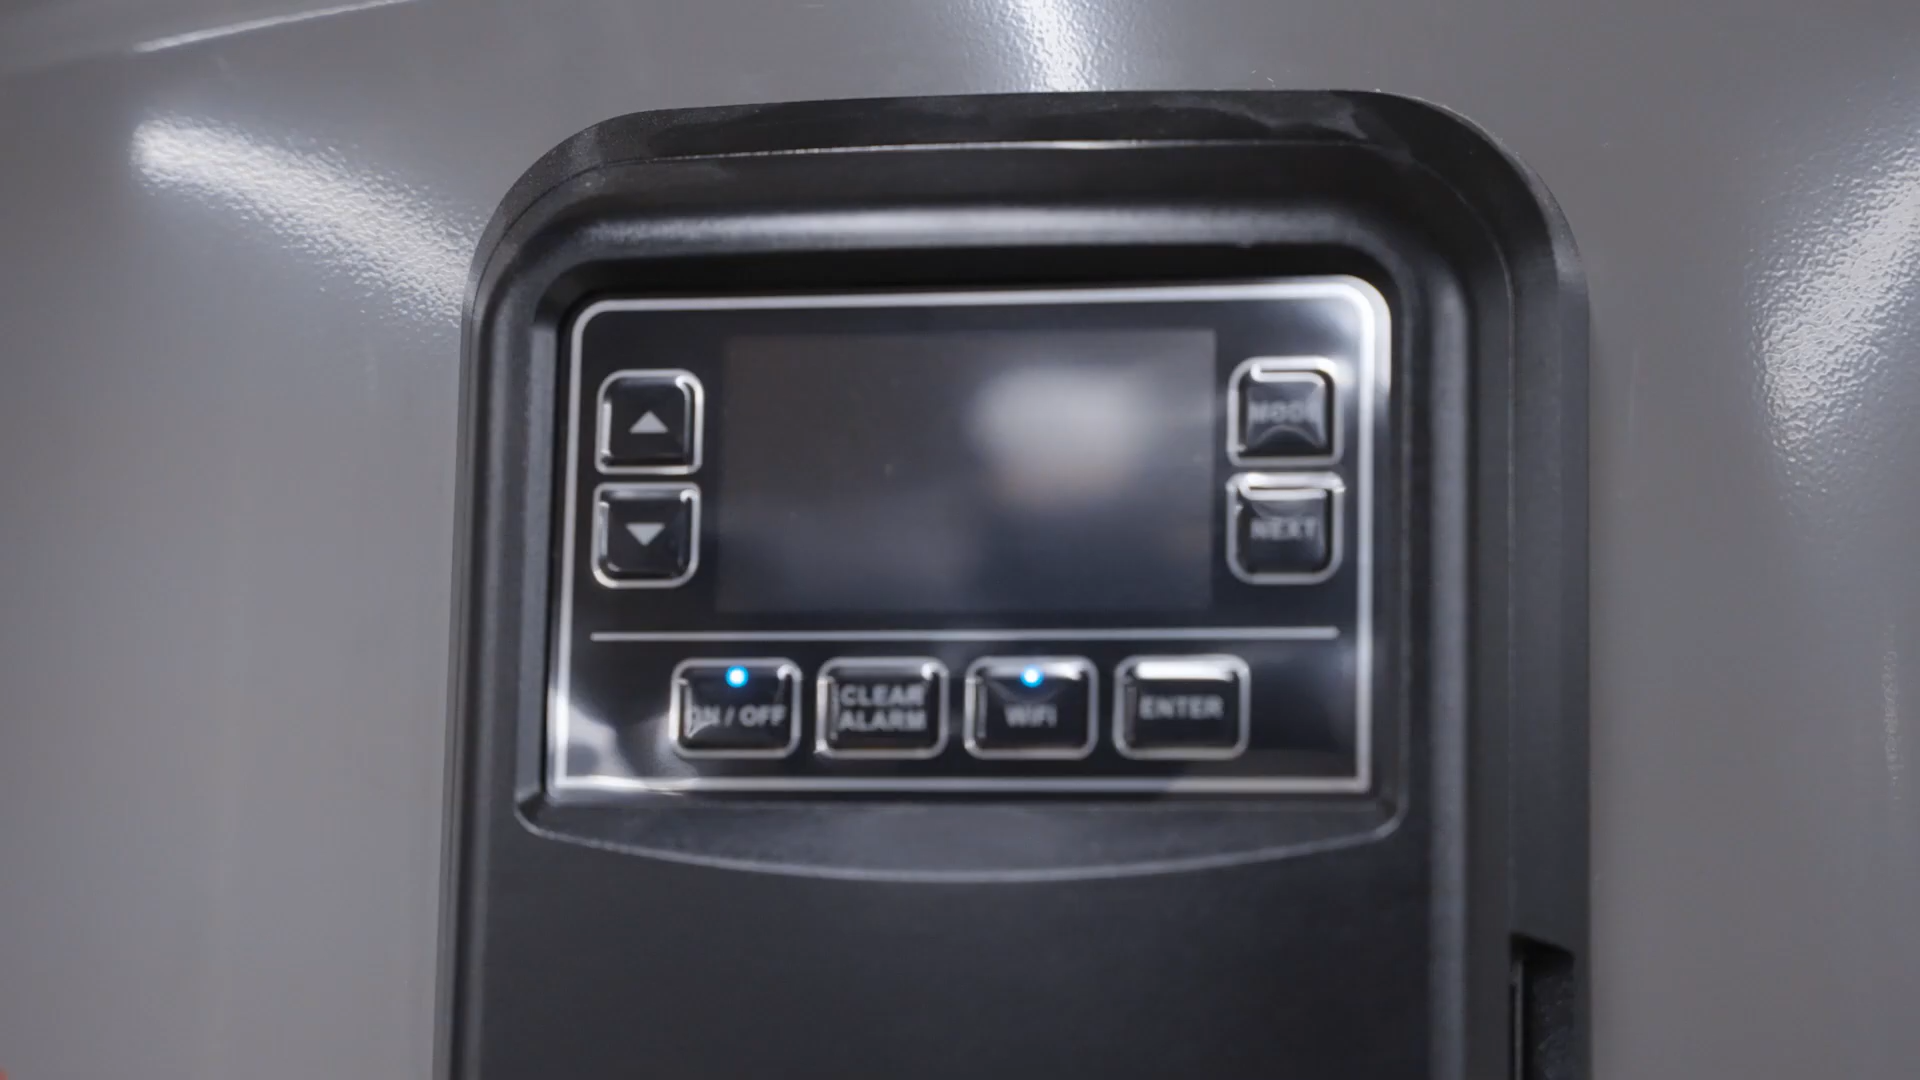 MODE
NEXT
ON / OFF
CLEAR
ALARM
WiFi
ENTER